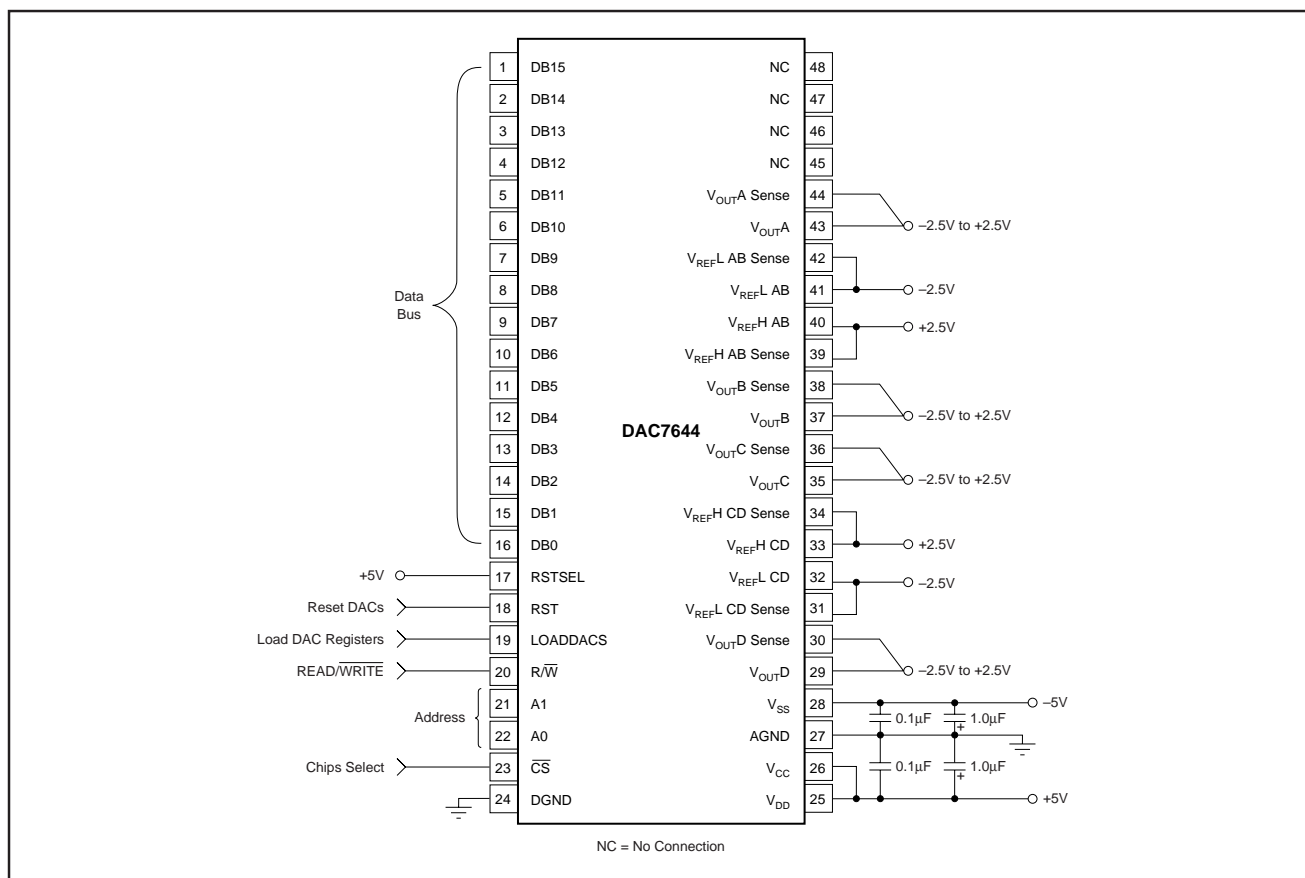 1 DB15 NC 48
2 DB14 NC 47
3 DB13 NC 46
4 DB12 NC 45
5 DB11 VOUTA Sense 44
6 DB10 VOUTA 43 –2.5V to +2.5V
7 DB9 VREFL AB Sense 42
Data Bus
8 DB8 VREFL AB 41 –2.5V
9 DB7 VREFH AB 40 +2.5V
10 DB6 VREFH AB Sense 39
11 DB5 VOUTB Sense 38
12 DB4 VOUTB 37 –2.5V to +2.5V
DAC7644
13 DB3 VOUTC Sense 36
14 DB2 VOUTC 35 –2.5V to +2.5V
15 DB1 VREFH CD Sense 34
16 DB0 VREFH CD 33 +2.5V
+5V 17 RSTSEL VREFL CD 32 –2.5V
Reset DACs 18 RST VREFL CD Sense 31
Load DAC Registers 19 LOADDACS VOUTD Sense 30
READ/W̅R̅I̅T̅E̅ 20 R/W̅ VOUTD 29 –2.5V to +2.5V
21 A1 VSS 28 –5V
Address 0.1µF + 1.0µF
22 A0 AGND 27
Chips Select 23 C̅S̅ VCC 26 0.1µF + 1.0µF
24 DGND VDD 25 +5V
NC = No Connection